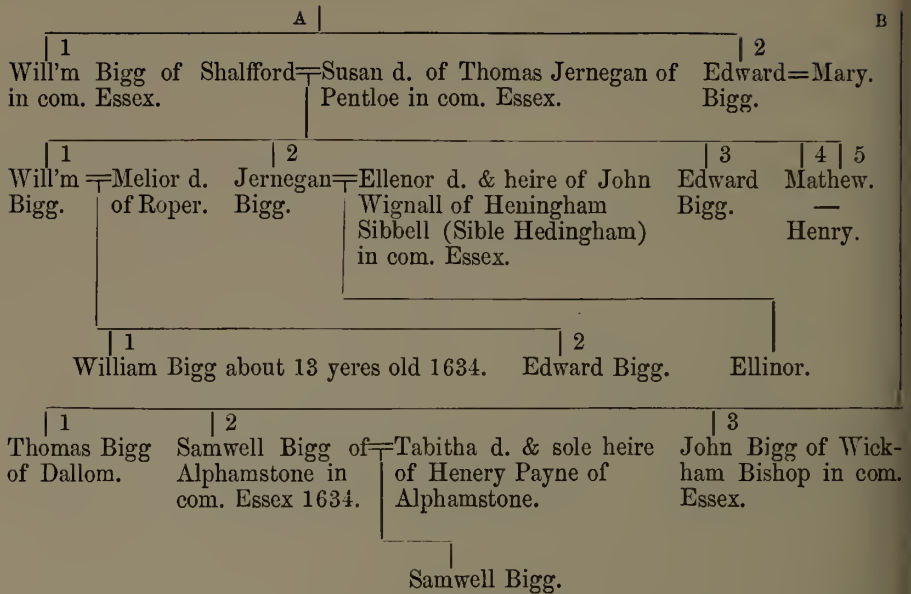 A B
1 2
Will'm Bigg of Shalfford=Susan d. of Thomas Jernegan of Edward=Mary.
in com. Essex. Pentloe in com. Essex. Bigg.
1 2 3 4 5
Will'm=Melior d. Jernegan=Ellenor d. & heire of John Edward Mathew.
Bigg. of Roper. Bigg. Wignall of Heningham Bigg. —
Sibbell (Sible Hedingham) Henry.
in com. Essex.
1 2
William Bigg about 13 yeres old 1634. Edward Bigg. Ellinor.
1 2 3
Thomas Bigg Samwell Bigg of=Tabitha d. & sole heire John Bigg of Wick-
of Dallom. Alphamstone in of Henery Payne of ham Bishop in com.
com. Essex 1634. Alphamstone. Essex.
Samwell Bigg.